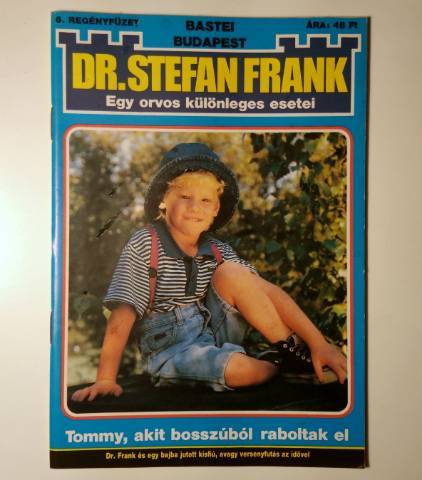 6. REGÉNYFÜZET
BASTEI
BUDAPEST
ÁRA: 48 Ft
DR. STEFAN FRANK
Egy orvos különleges esetei
Tommy, akit bosszúból raboltak el
Dr. Frank és egy bajba jutott kisfiú, avagy versenyfutás az idővel